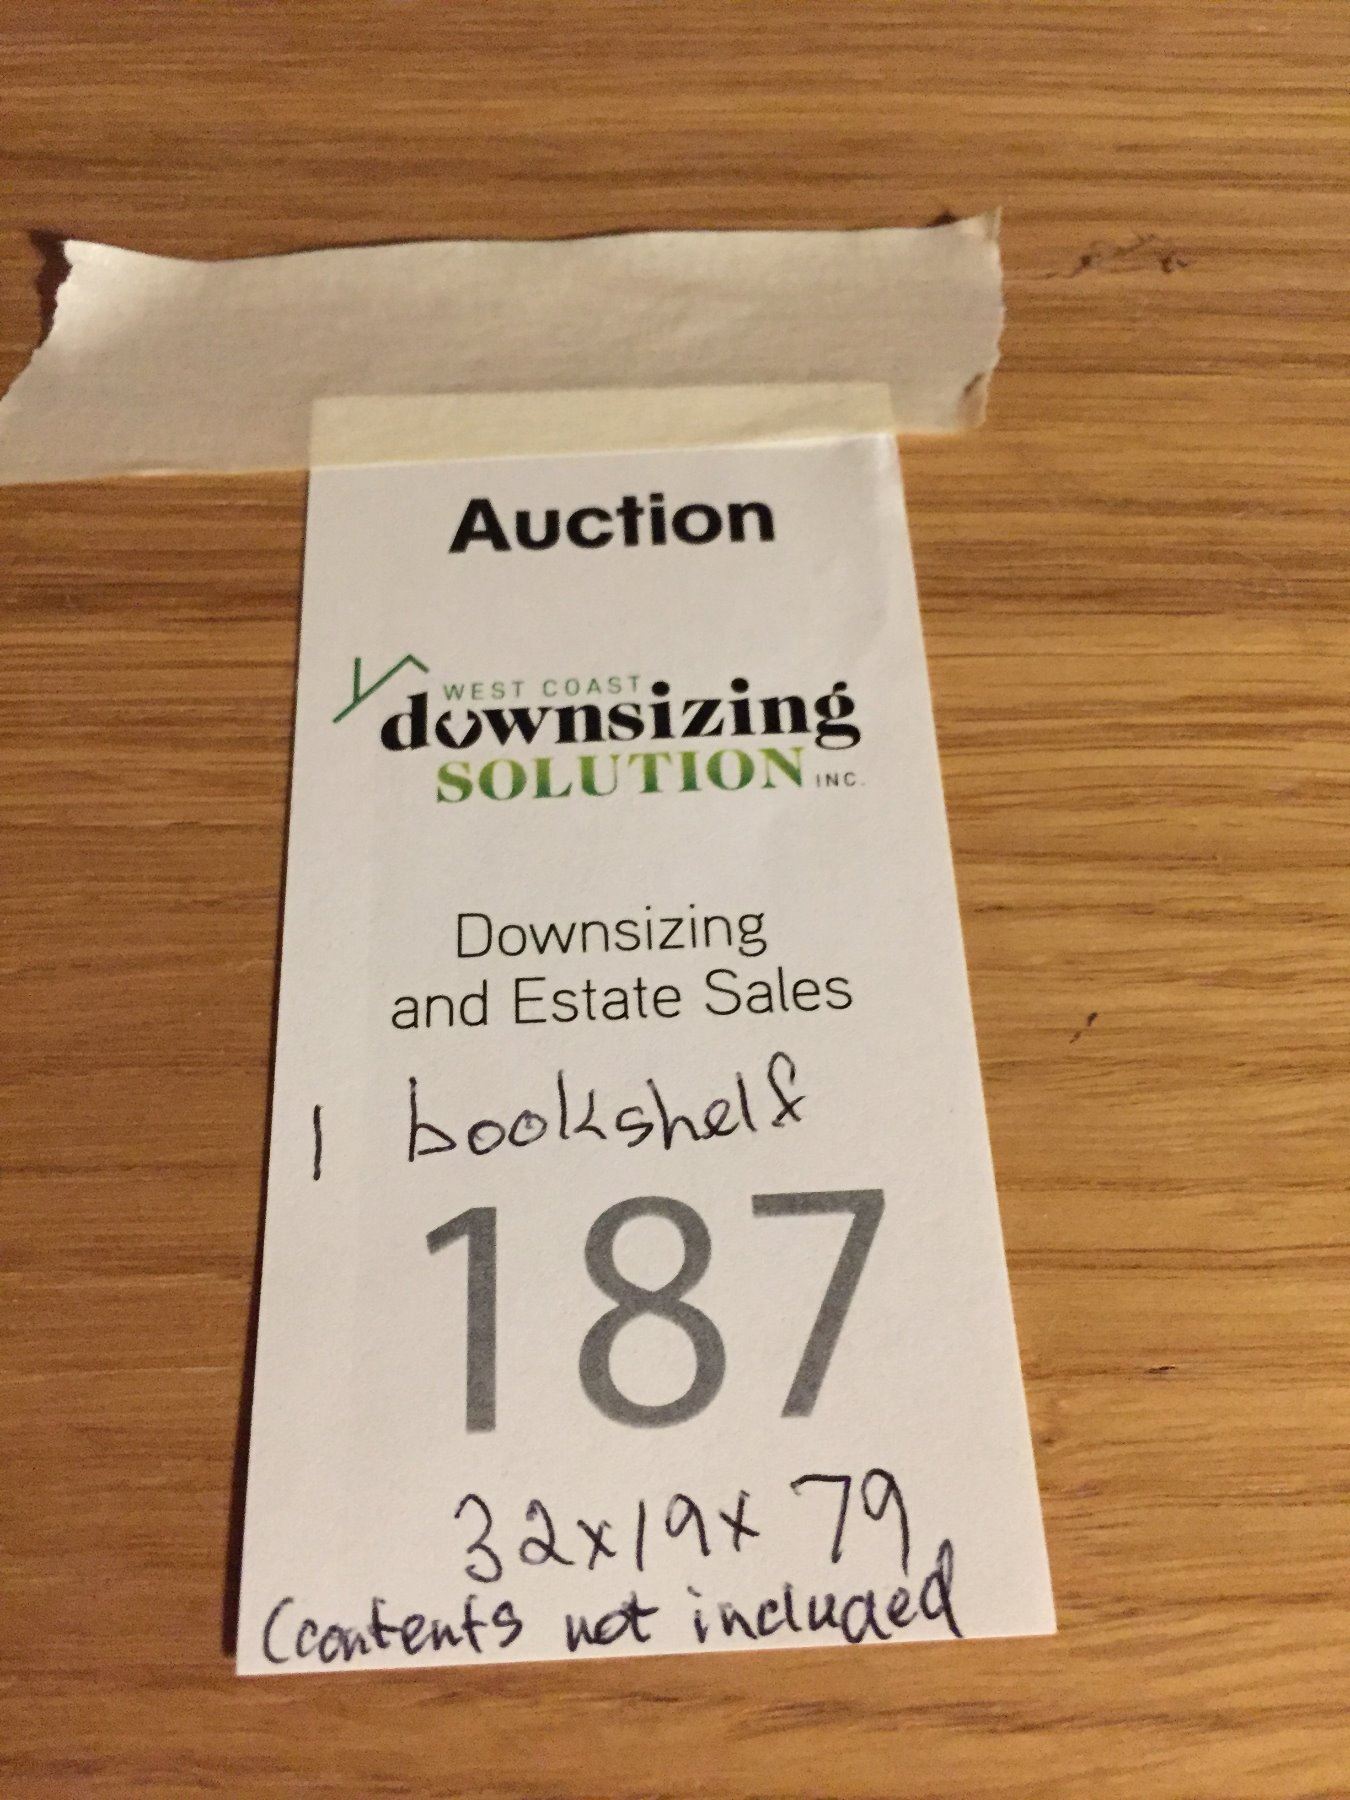 Auction
WEST COAST
downsizing
SOLUTION INC.
Downsizing
and Estate Sales
1 bookshelf
187
32x19x79
(contents not included